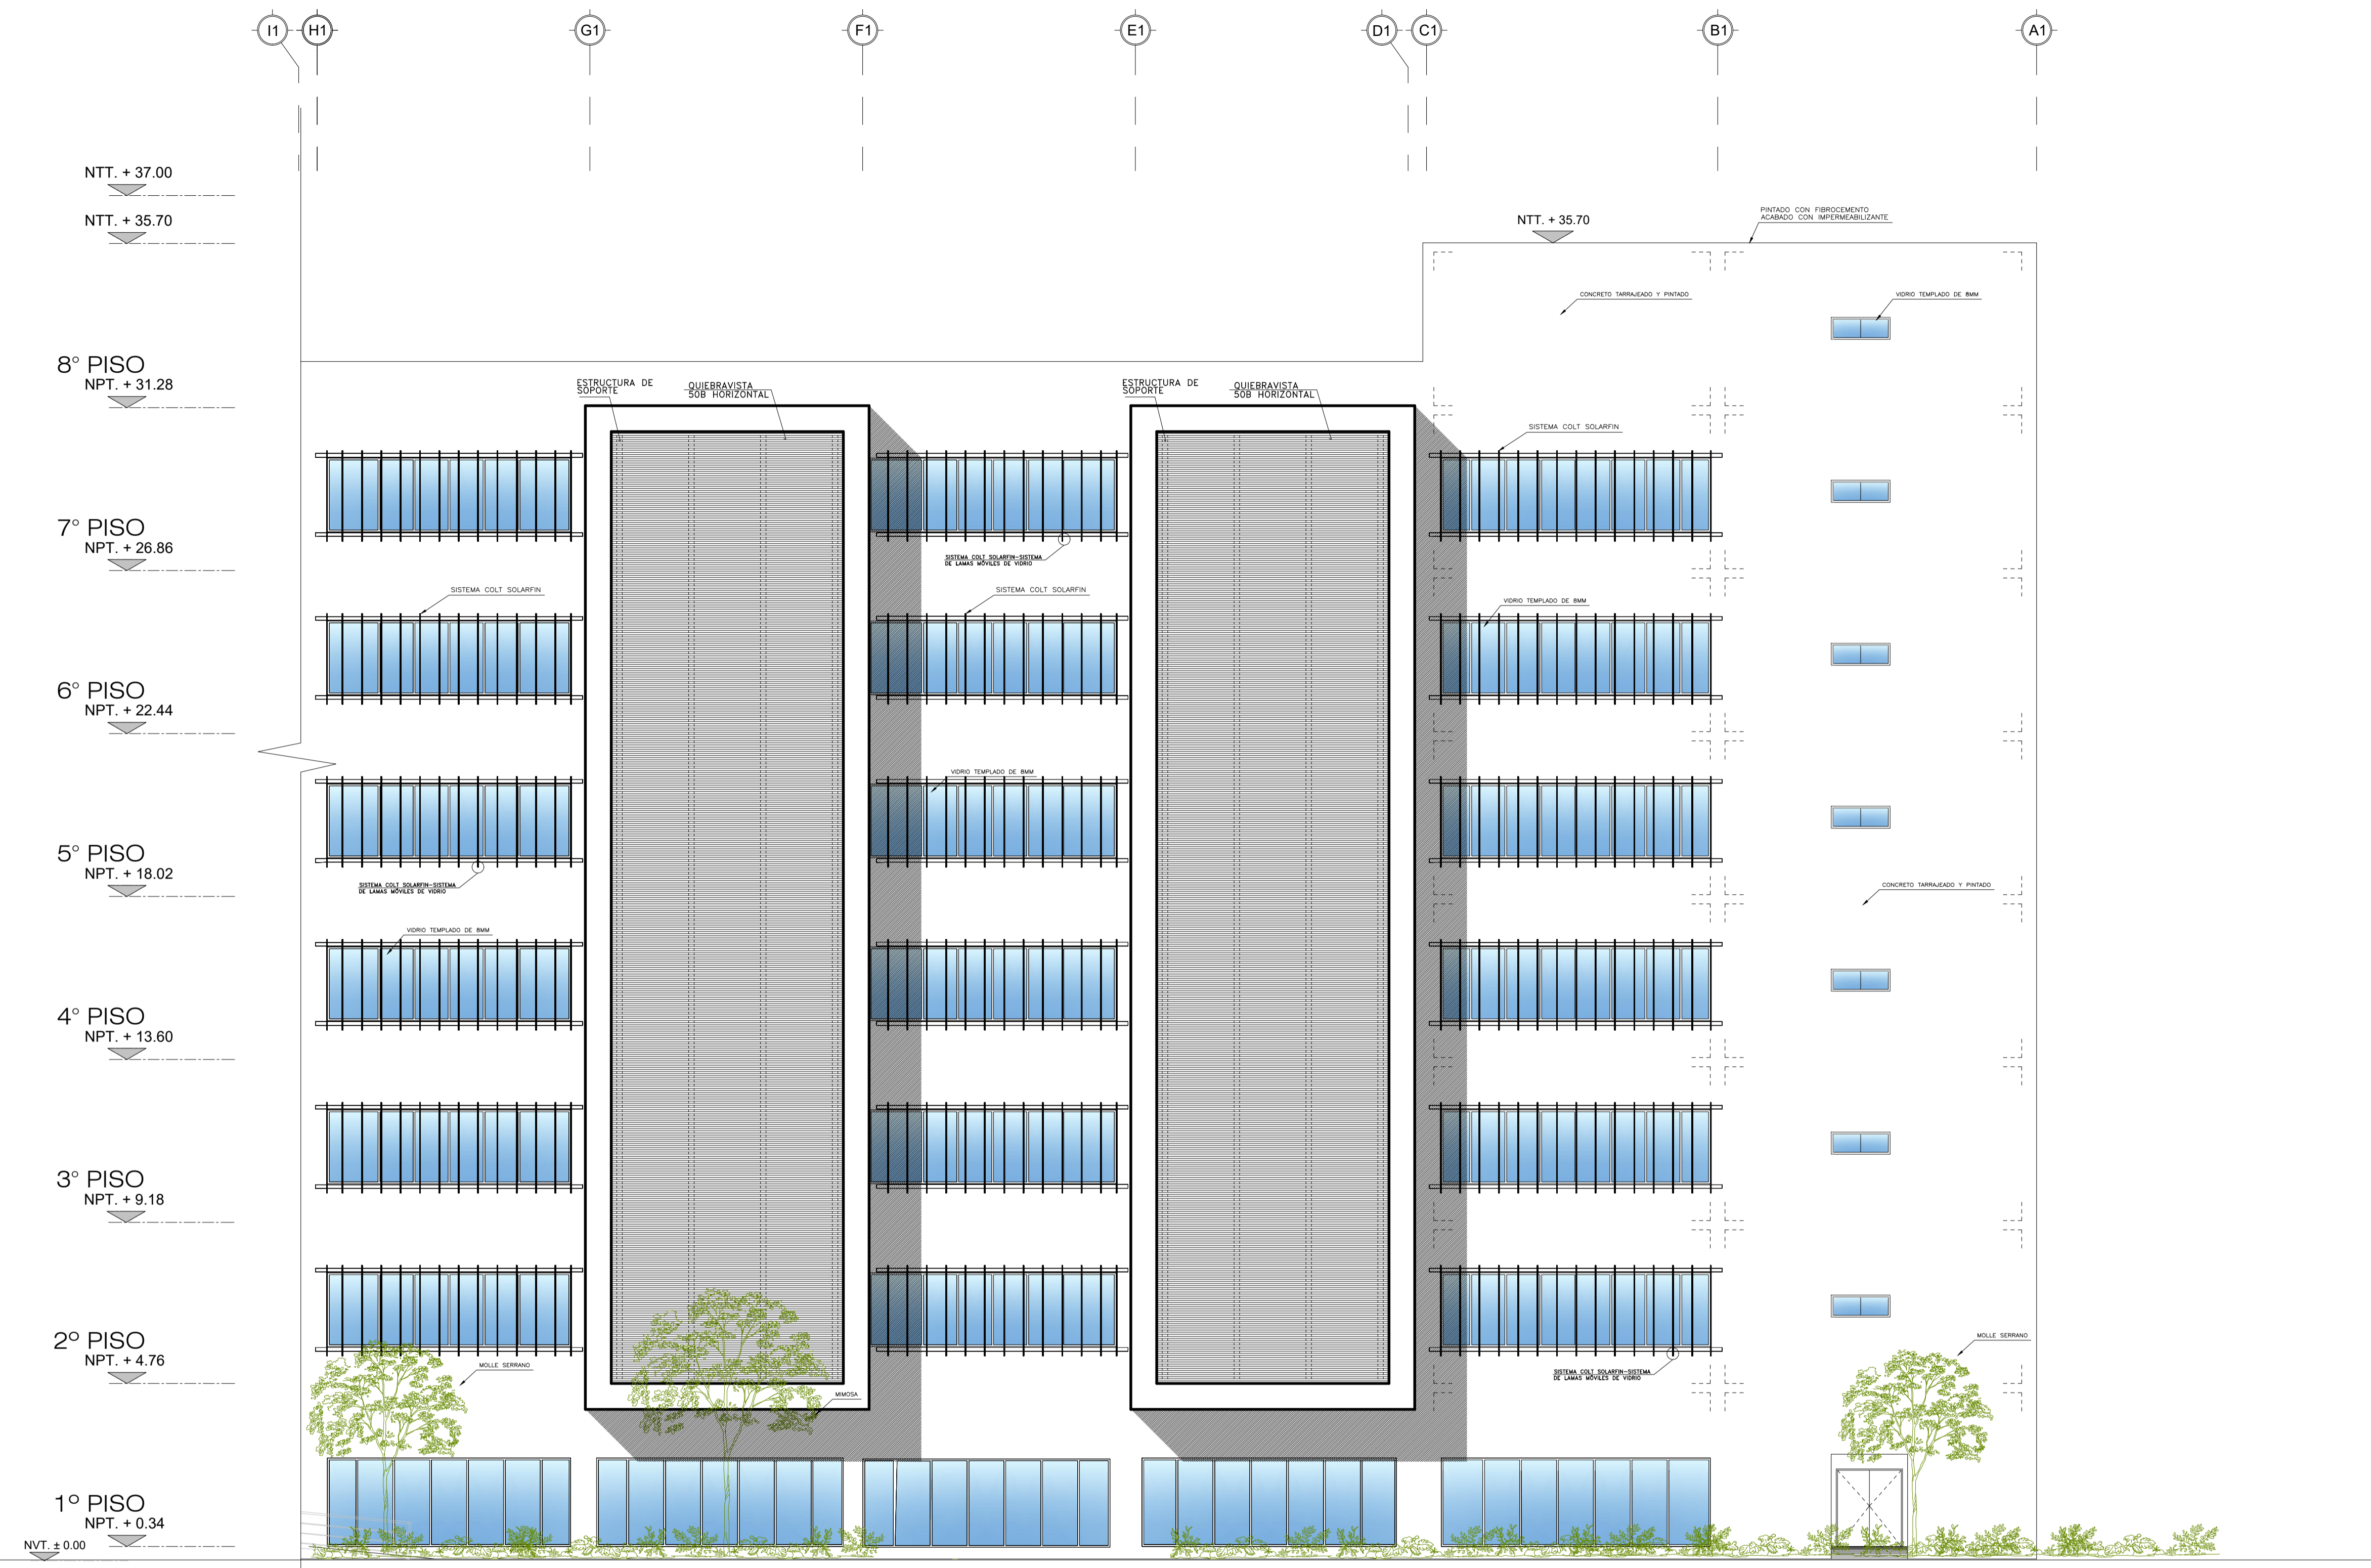 I1
H1
G1
F1
E1
D1
C1
B1
A1
NTT. + 37.00
NTT. + 35.70
NTT. + 35.70
PINTADO CON FIBROCEMENTO
ACABADO CON IMPERMEABILIZANTE
CONCRETO TARRAJEADO Y PINTADO
VIDRIO TEMPLADO DE 8MM
8° PISO
NPT. + 31.28
ESTRUCTURA DE
SOPORTE
QUIEBRAVISTA
50B HORIZONTAL
ESTRUCTURA DE
SOPORTE
QUIEBRAVISTA
50B HORIZONTAL
SISTEMA COLT SOLARFIN
7° PISO
NPT. + 26.86
SISTEMA COLT SOLARFIN-SISTEMA
DE LAMAS MÓVILES DE VIDRIO
SISTEMA COLT SOLARFIN
SISTEMA COLT SOLARFIN
VIDRIO TEMPLADO DE 8MM
6° PISO
NPT. + 22.44
VIDRIO TEMPLADO DE 8MM
5° PISO
NPT. + 18.02
SISTEMA COLT SOLARFIN-SISTEMA
DE LAMAS MÓVILES DE VIDRIO
CONCRETO TARRAJEADO Y PINTADO
VIDRIO TEMPLADO DE 8MM
4° PISO
NPT. + 13.60
3° PISO
NPT. + 9.18
2° PISO
NPT. + 4.76
MOLLE SERRANO
MIMOSA
SISTEMA COLT SOLARFIN-SISTEMA
DE LAMAS MÓVILES DE VIDRIO
MOLLE SERRANO
1° PISO
NPT. + 0.34
NVT. ± 0.00